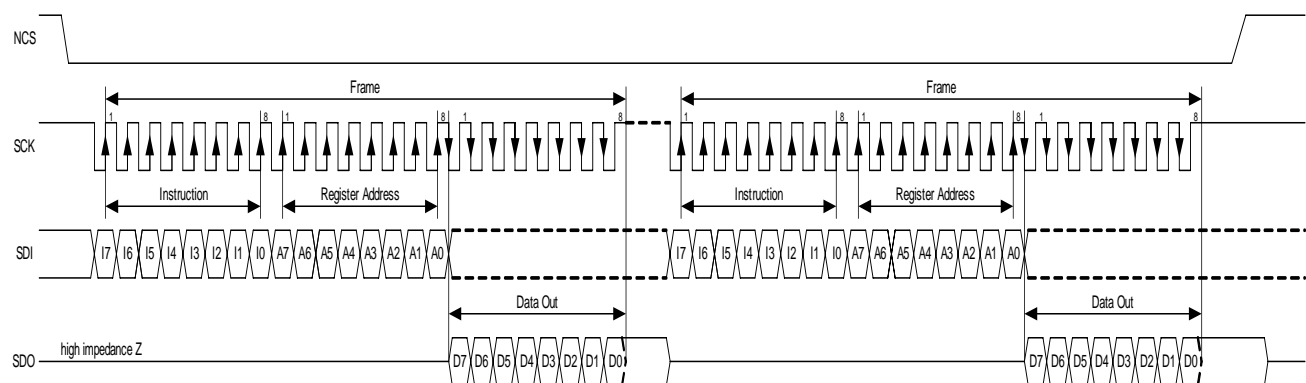 NCS
Frame Frame
1 8 1 8 1 8 1 8 1 8 1 8
SCK
Instruction Register Address Instruction Register Address
SDI I7 I6 I5 I4 I3 I2 I1 I0 A7 A6 A5 A4 A3 A2 A1 A0 I7 I6 I5 I4 I3 I2 I1 I0 A7 A6 A5 A4 A3 A2 A1 A0
Data Out Data Out
high impedance Z
SDO D7 D6 D5 D4 D3 D2 D1 D0 D7 D6 D5 D4 D3 D2 D1 D0